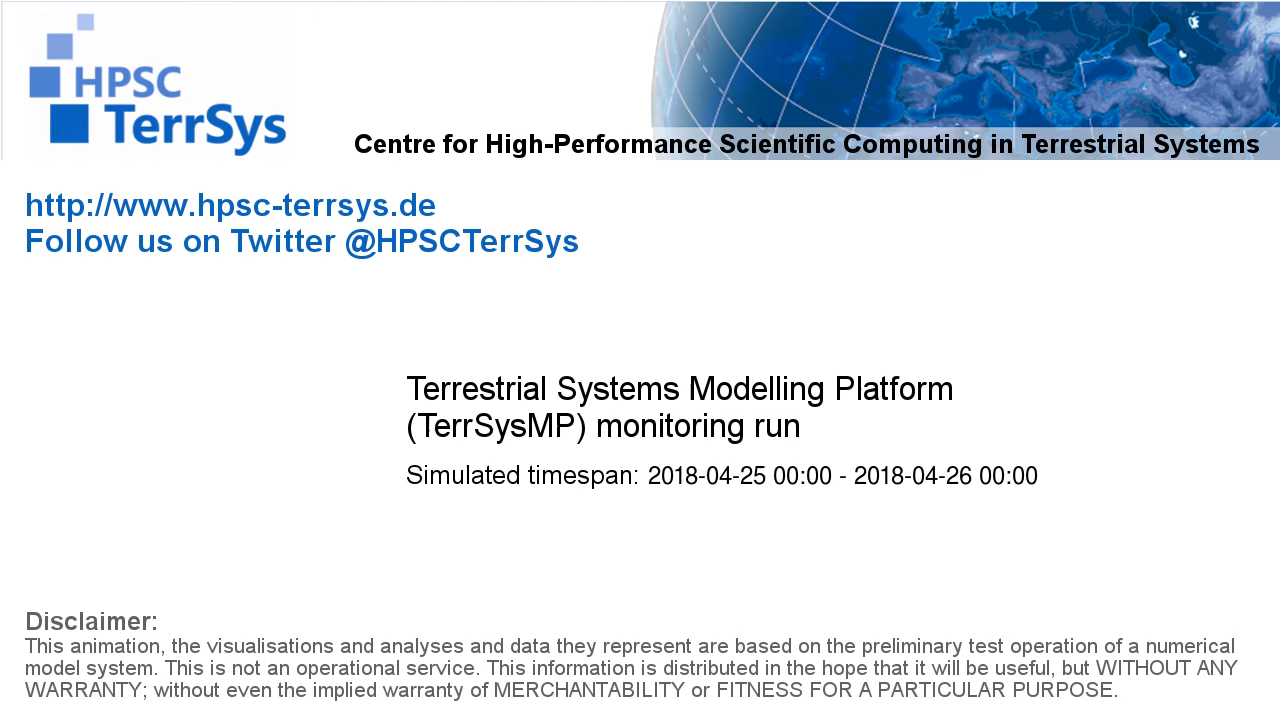 HPSC
TerrSys
Centre for High-Performance Scientific Computing in Terrestrial Systems
http://www.hpsc-terrsys.de
Follow us on Twitter @HPSCTerrSys
Terrestrial Systems Modelling Platform
(TerrSysMP) monitoring run
Simulated timespan: 2018-04-25 00:00 - 2018-04-26 00:00
Disclaimer:
This animation, the visualisations and analyses and data they represent are based on the preliminary test operation of a numerical
model system. This is not an operational service. This information is distributed in the hope that it will be useful, but WITHOUT ANY
WARRANTY; without even the implied warranty of MERCHANTABILITY or FITNESS FOR A PARTICULAR PURPOSE.